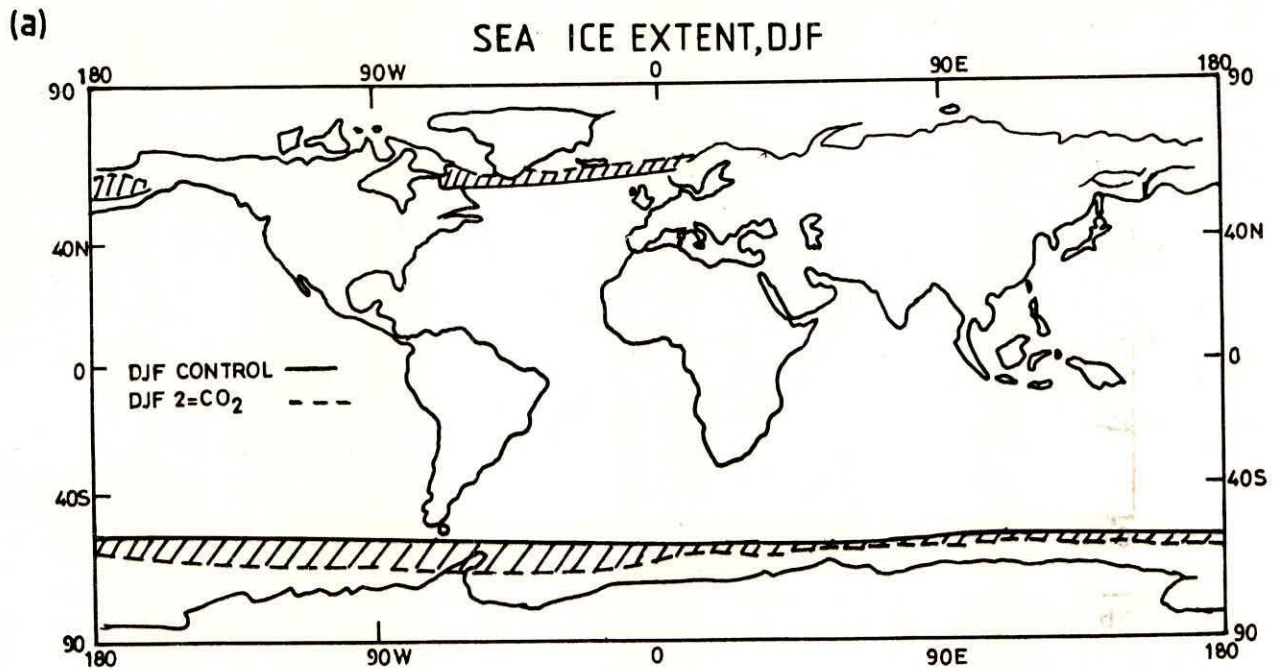 (a)
SEA ICE EXTENT, DJF
180 90W 0 90E 180
90 90
40N 40N
0 0
DJF CONTROL
DJF 2=CO2
40S 40S
90 90
180 90W 0 90E 180